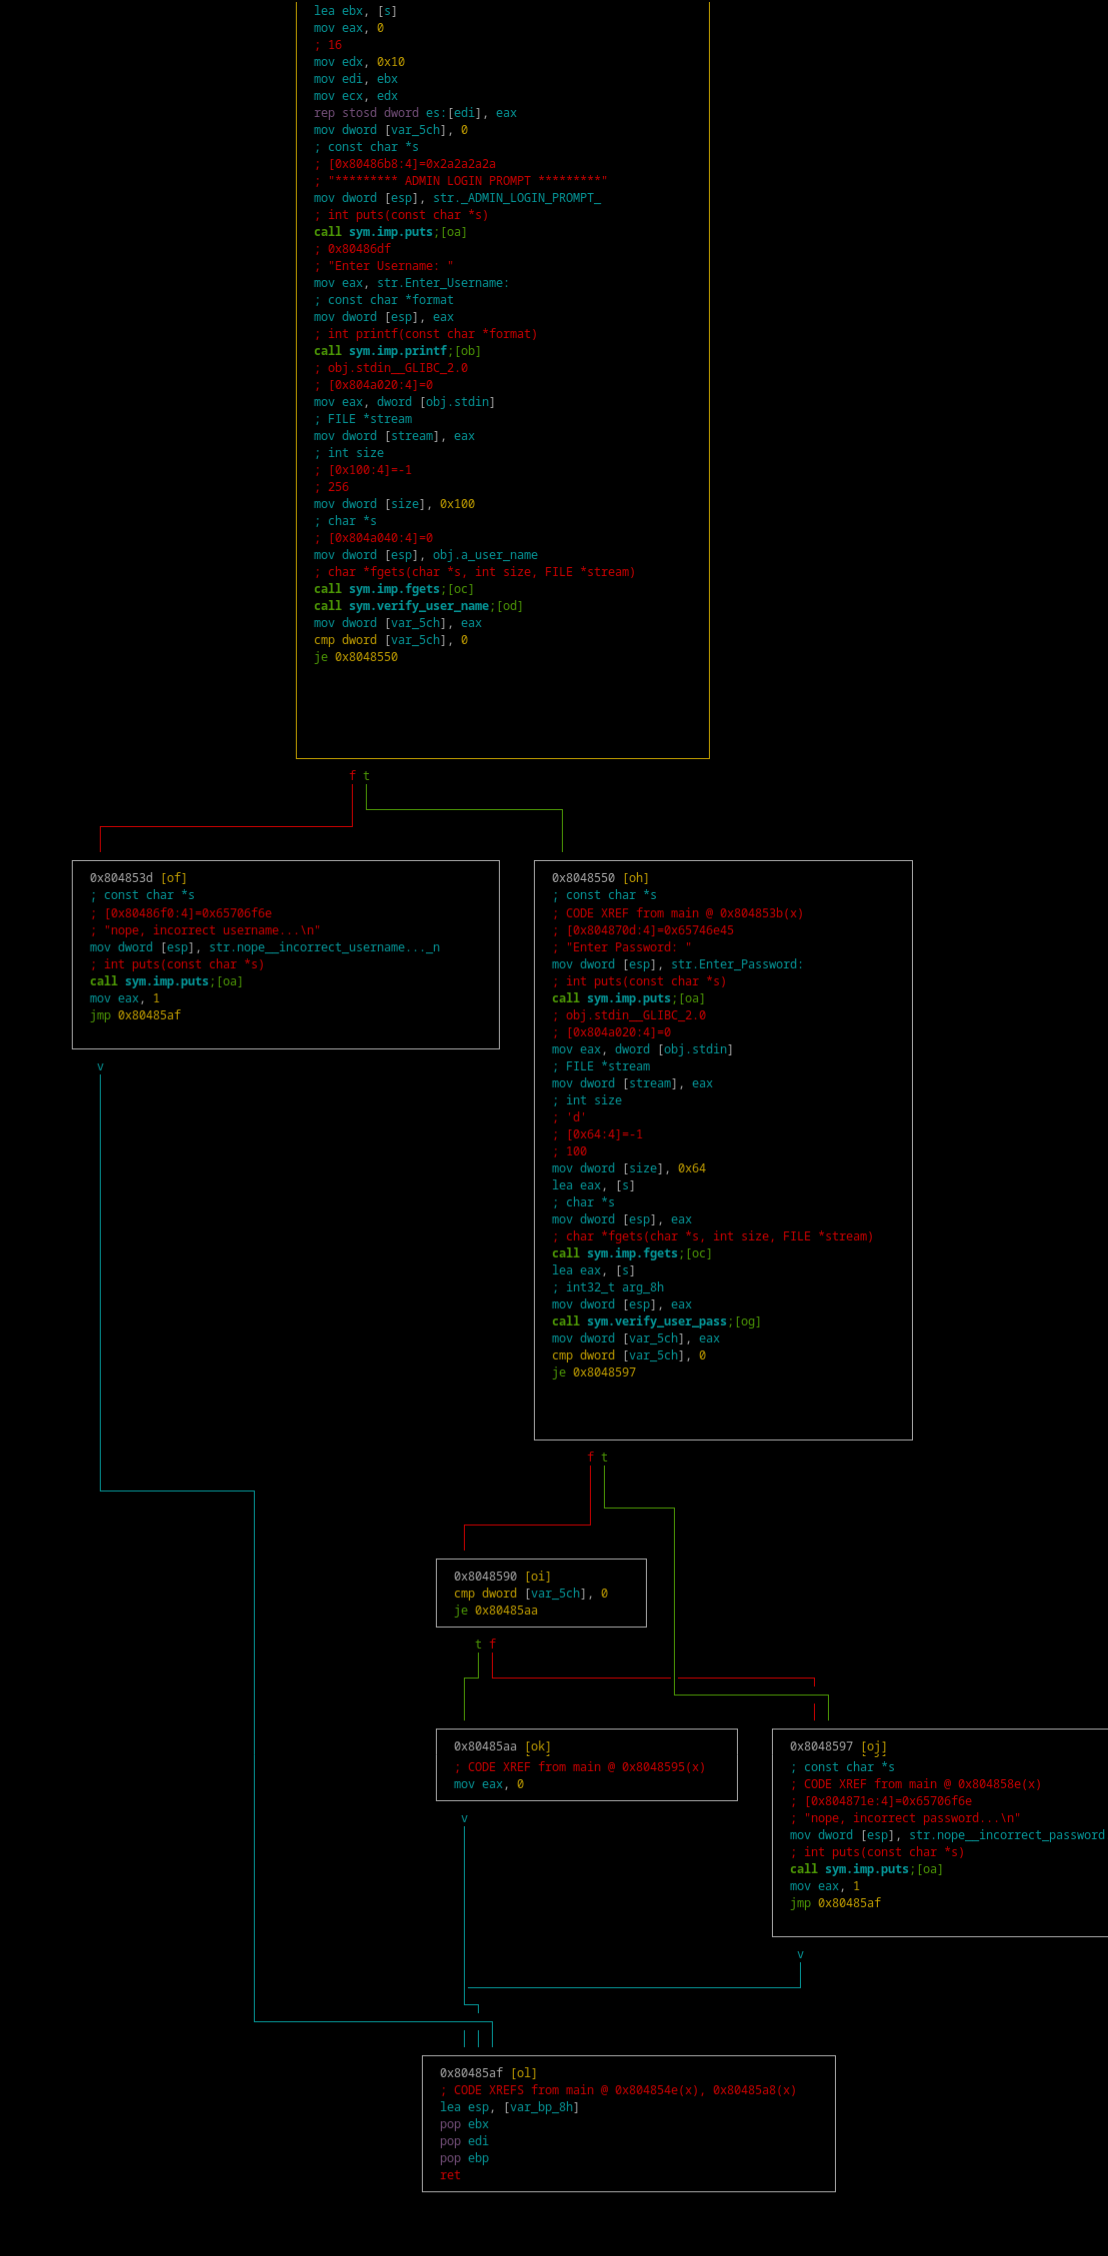 lea ebx, [s]
mov eax, 0
; 16
mov edx, 0x10
mov edi, ebx
mov ecx, edx
rep stosd dword es:[edi], eax
mov dword [var_5ch], 0
; const char *s
; [0x80486b8:4]=0x2a2a2a2a
; "********* ADMIN LOGIN PROMPT *********"
mov dword [esp], str._ADMIN_LOGIN_PROMPT_
; int puts(const char *s)
call sym.imp.puts;[oa]
; 0x80486df
; "Enter Username: "
mov eax, str.Enter_Username:
; const char *format
mov dword [esp], eax
; int printf(const char *format)
call sym.imp.printf;[ob]
; obj.stdin__GLIBC_2.0
; [0x804a020:4]=0
mov eax, dword [obj.stdin]
; FILE *stream
mov dword [stream], eax
; int size
; [0x100:4]=-1
; 256
mov dword [size], 0x100
; char *s
; [0x804a040:4]=0
mov dword [esp], obj.a_user_name
; char *fgets(char *s, int size, FILE *stream)
call sym.imp.fgets;[oc]
call sym.verify_user_name;[od]
mov dword [var_5ch], eax
cmp dword [var_5ch], 0
je 0x8048550
f t
0x804853d [of]
; const char *s
; [0x80486f0:4]=0x65706f6e
; "nope, incorrect username...\n"
mov dword [esp], str.nope__incorrect_username..._n
; int puts(const char *s)
call sym.imp.puts;[oa]
mov eax, 1
jmp 0x80485af
v
0x8048550 [oh]
; const char *s
; CODE XREF from main @ 0x804853b(x)
; [0x804870d:4]=0x65746e45
; "Enter Password: "
mov dword [esp], str.Enter_Password:
; int puts(const char *s)
call sym.imp.puts;[oa]
; obj.stdin__GLIBC_2.0
; [0x804a020:4]=0
mov eax, dword [obj.stdin]
; FILE *stream
mov dword [stream], eax
; int size
; 'd'
; [0x64:4]=-1
; 100
mov dword [size], 0x64
lea eax, [s]
; char *s
mov dword [esp], eax
; char *fgets(char *s, int size, FILE *stream)
call sym.imp.fgets;[oc]
lea eax, [s]
; int32_t arg_8h
mov dword [esp], eax
call sym.verify_user_pass;[og]
mov dword [var_5ch], eax
cmp dword [var_5ch], 0
je 0x8048597
f t
0x8048590 [oi]
cmp dword [var_5ch], 0
je 0x80485aa
t f
0x80485aa [ok]
; CODE XREF from main @ 0x8048595(x)
mov eax, 0
v
0x8048597 [oj]
; const char *s
; CODE XREF from main @ 0x804858e(x)
; [0x804871e:4]=0x65706f6e
; "nope, incorrect password...\n"
mov dword [esp], str.nope__incorrect_password
; int puts(const char *s)
call sym.imp.puts;[oa]
mov eax, 1
jmp 0x80485af
v
0x80485af [ol]
; CODE XREFS from main @ 0x804854e(x), 0x80485a8(x)
lea esp, [var_bp_8h]
pop ebx
pop edi
pop ebp
ret